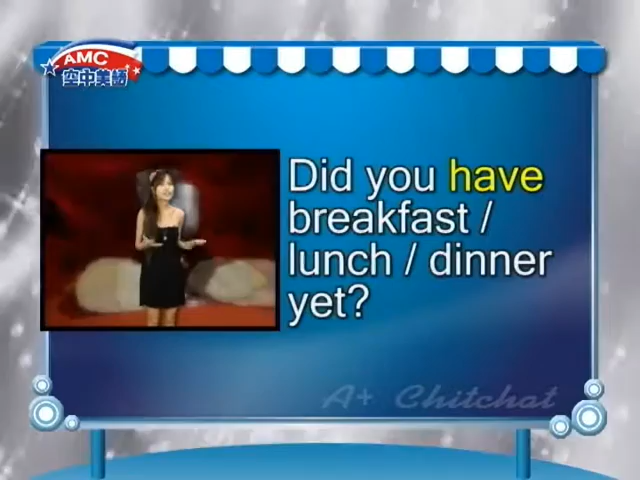 AMC
空中美語
Did you have
breakfast /
lunch / dinner
yet?
A+ Chitchat